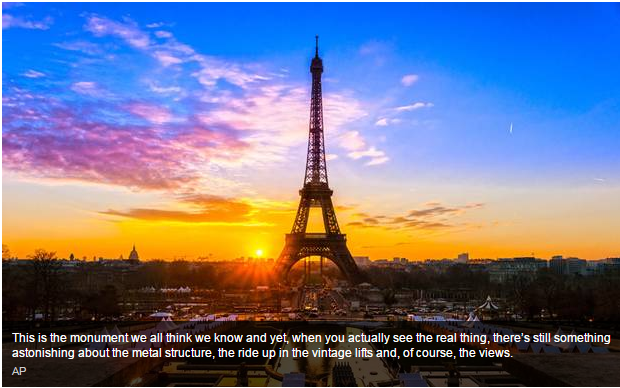 This is the monument we all think we know and yet, when you actually see the real thing, there's still something
astonishing about the metal structure, the ride up in the vintage lifts and, of course, the views.
AP